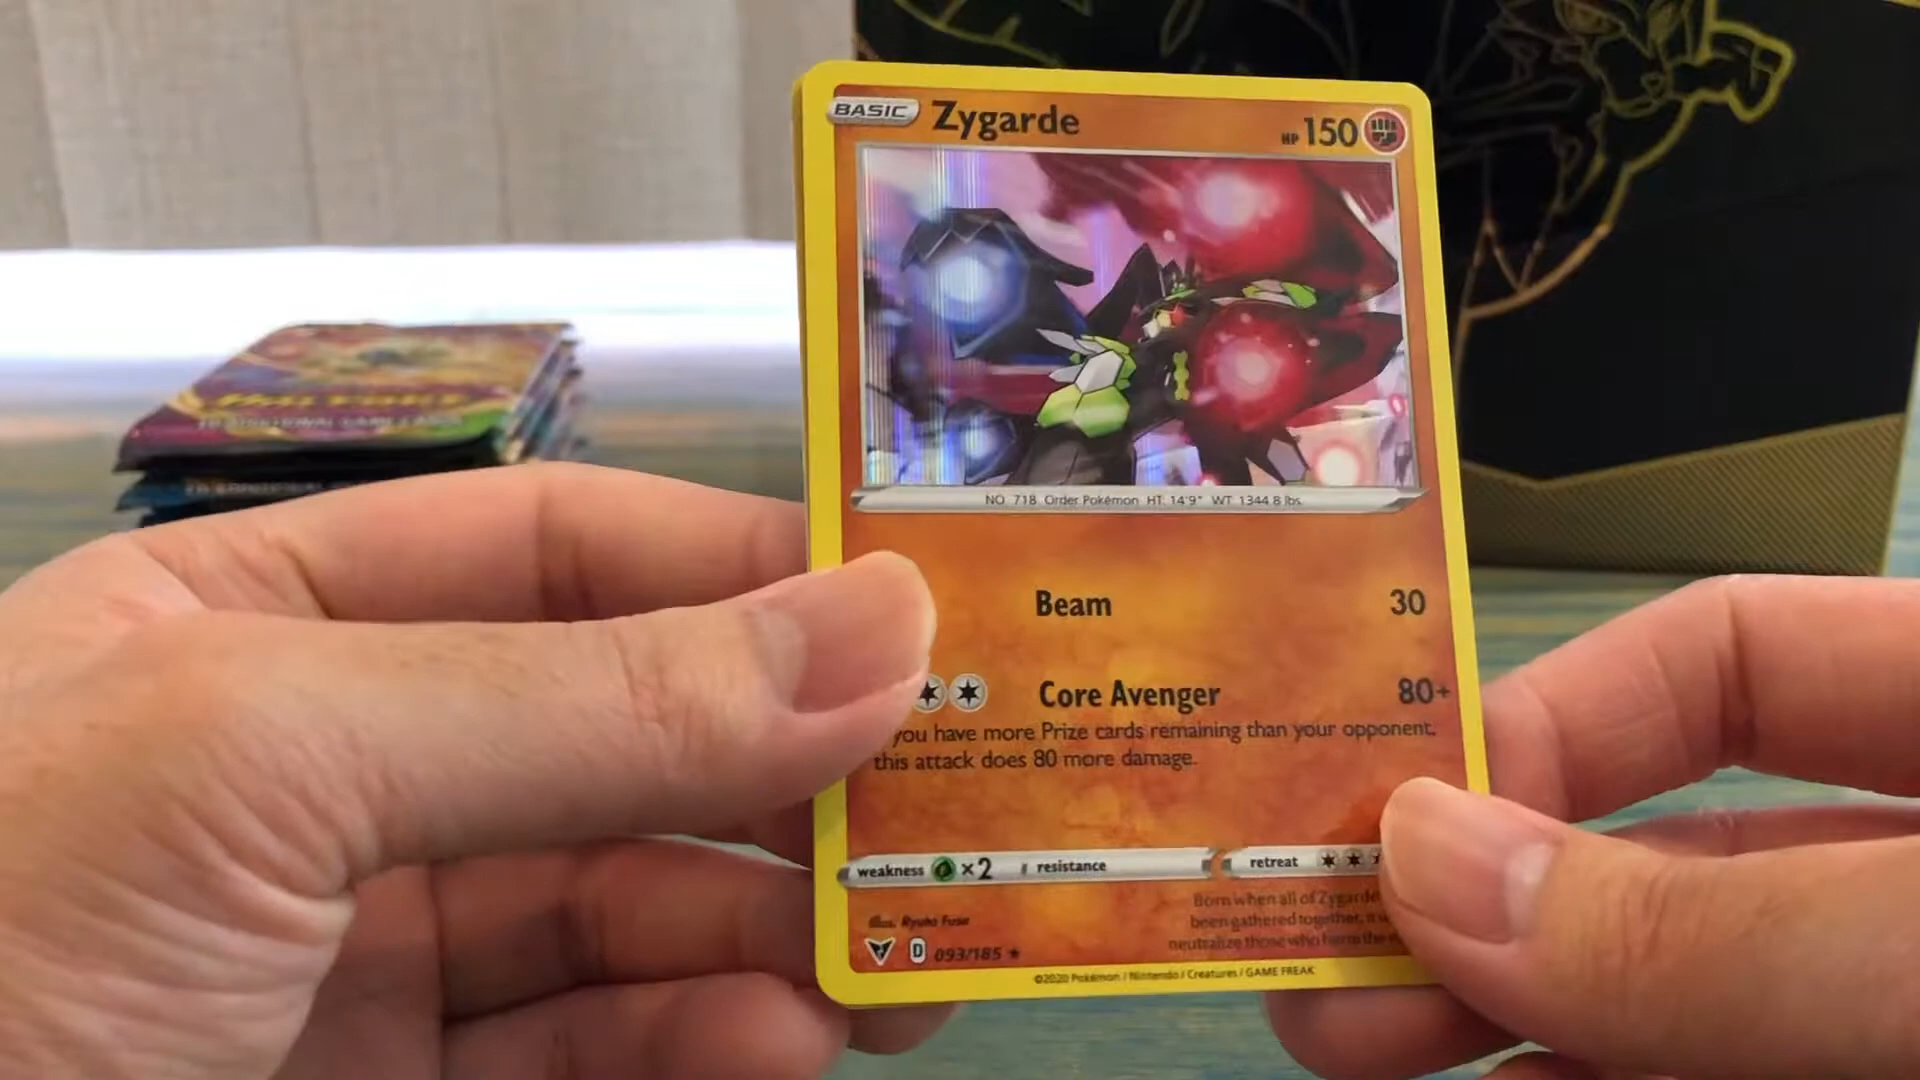 BASIC Zygarde HP 150
NO. 718 Order Pokémon HT: 14'9" WT: 1344.8 lbs.
Beam 30
Core Avenger 80+
you have more Prize cards remaining than your opponent,
this attack does 80 more damage.
weakness ×2 resistance retreat
Born when all of Zygarde
been gathered together, it
neutralize those who harm the
Illus. Ryuta Fuse
D 093/185
©2020 Pokémon / Nintendo / Creatures / GAME FREAK